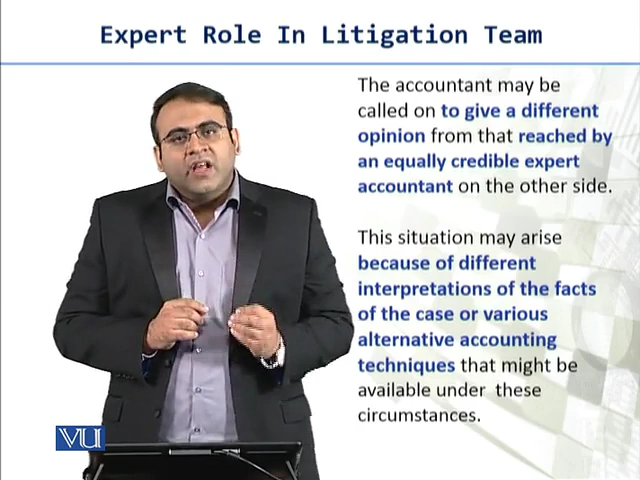 Expert Role In Litigation Team
The accountant may be
called on to give a different
opinion from that reached by
an equally credible expert
accountant on the other side.
This situation may arise
because of different
interpretations of the facts
of the case or various
alternative accounting
techniques that might be
available under these
circumstances.
VU